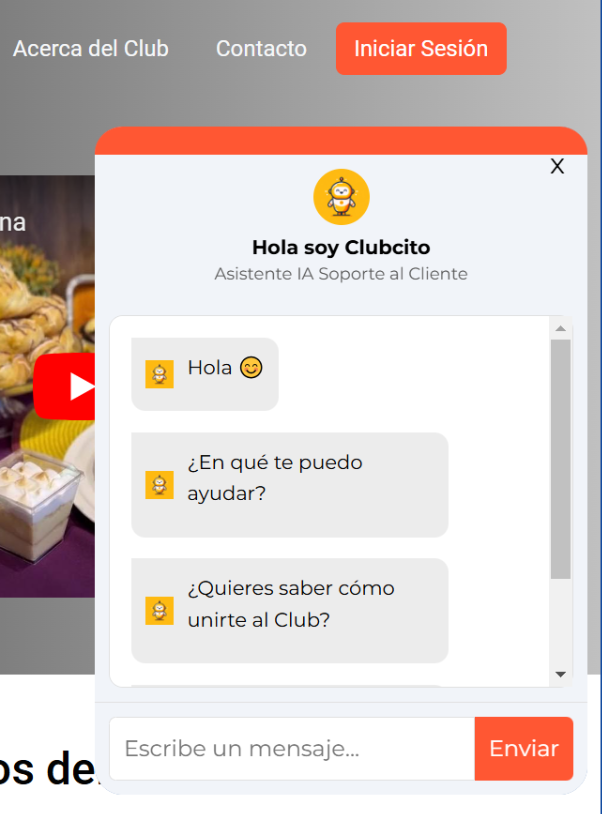 Acerca del Club
Contacto
Iniciar Sesión
na
X
Hola soy Clubcito
Asistente IA Soporte al Cliente
Hola 😊
¿En qué te puedo
ayudar?
¿Quieres saber cómo
unirte al Club?
Escribe un mensaje...
Enviar
os de